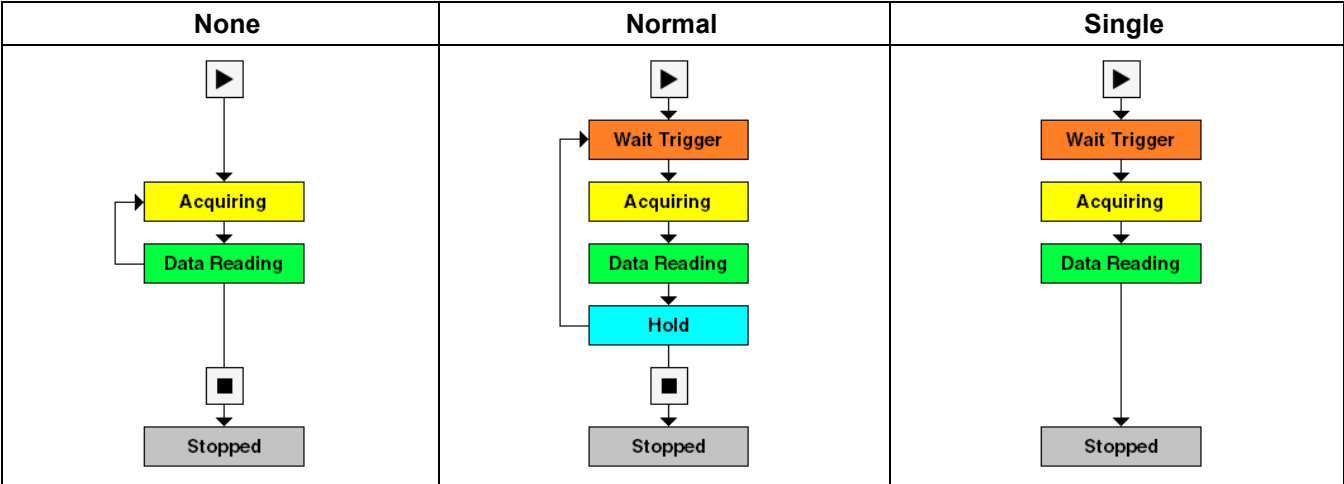 None
Normal
Single
Wait Trigger
Wait Trigger
Acquiring
Acquiring
Acquiring
Data Reading
Data Reading
Data Reading
Hold
Stopped
Stopped
Stopped